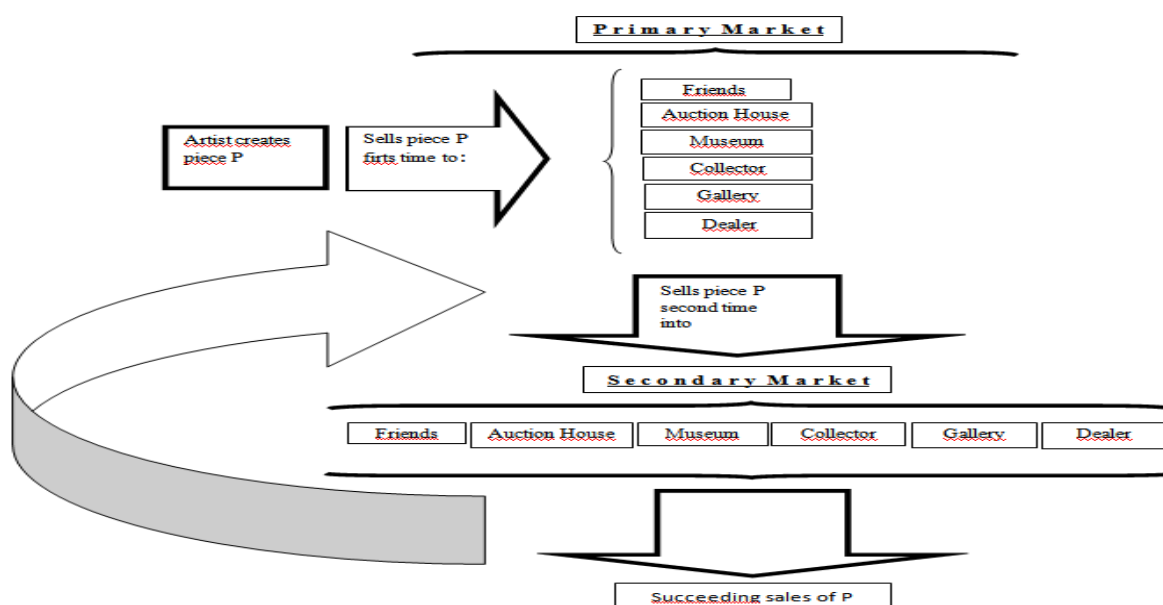 Primary Market
Friends
Auction House
Museum
Collector
Gallery
Dealer
Artist creates
piece P
Sells piece P
firts time to:
Sells piece P
second time
into
Secondary Market
Friends
Auction House
Museum
Collector
Gallery
Dealer
Succeeding sales of P